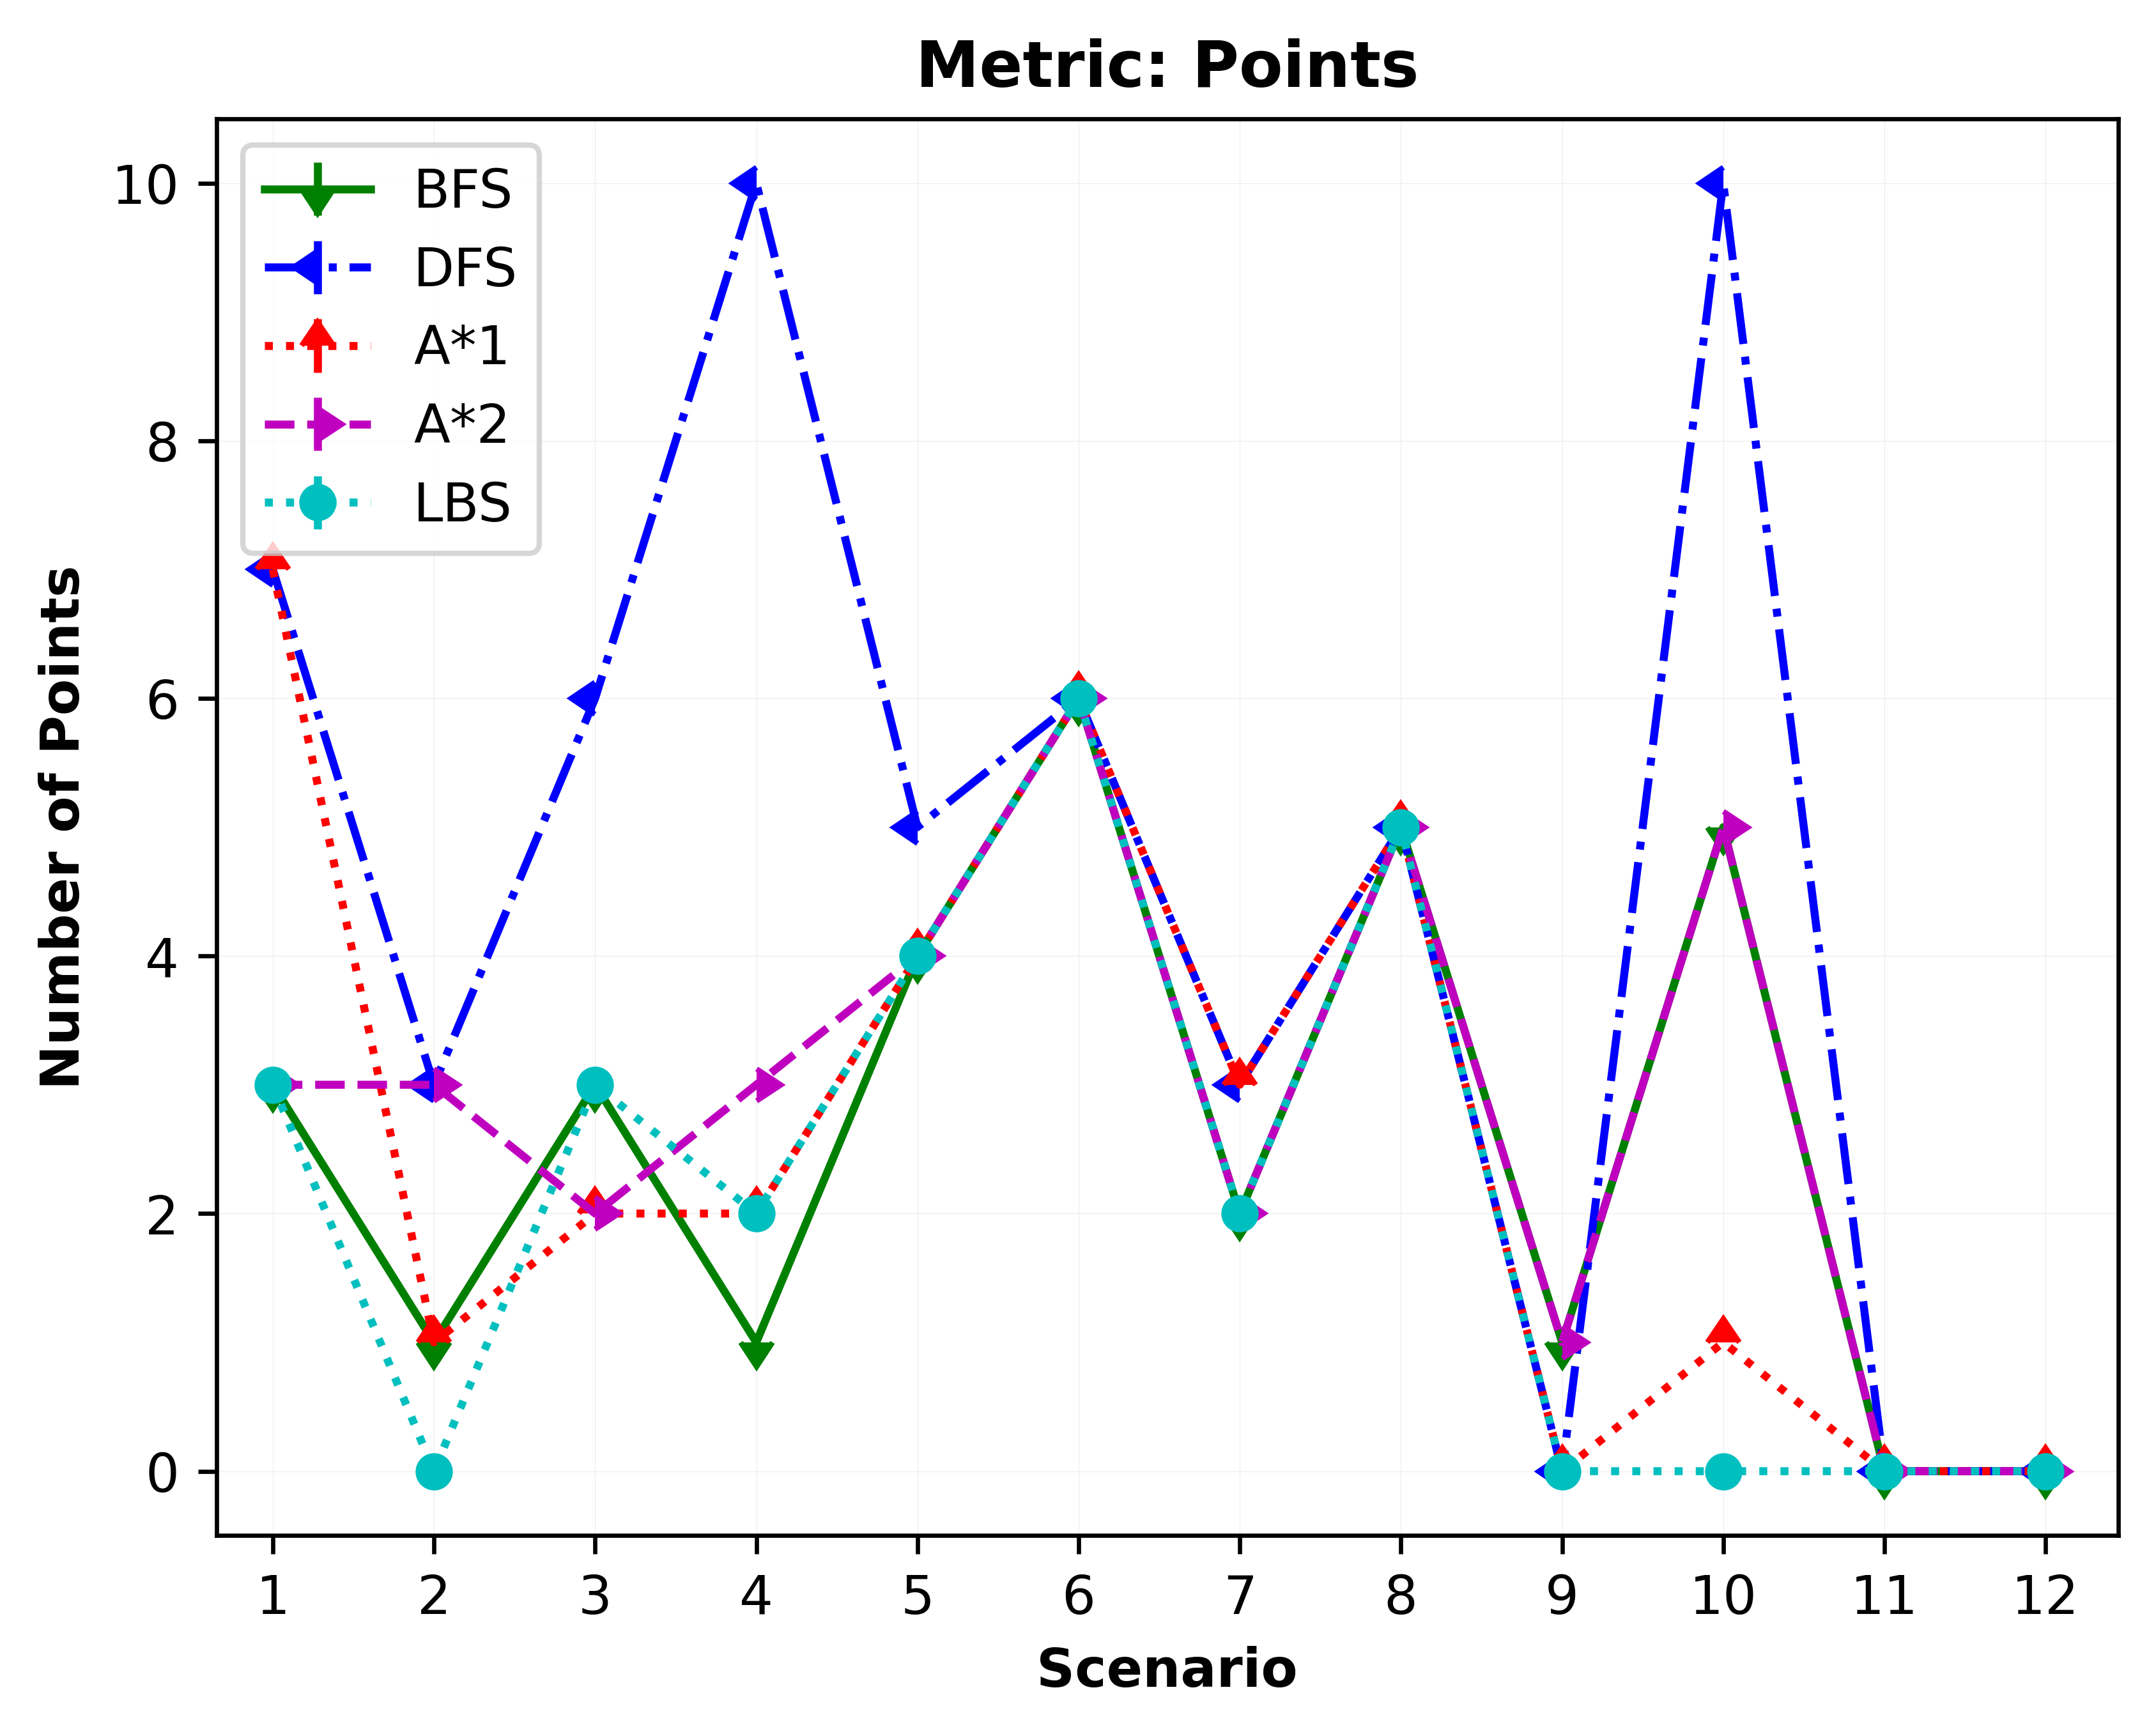 Metric: Points
Number of Points
10
8
6
4
2
0
BFS
DFS
A*1
A*2
LBS
1 2 3 4 5 6 7 8 9 10 11 12
Scenario